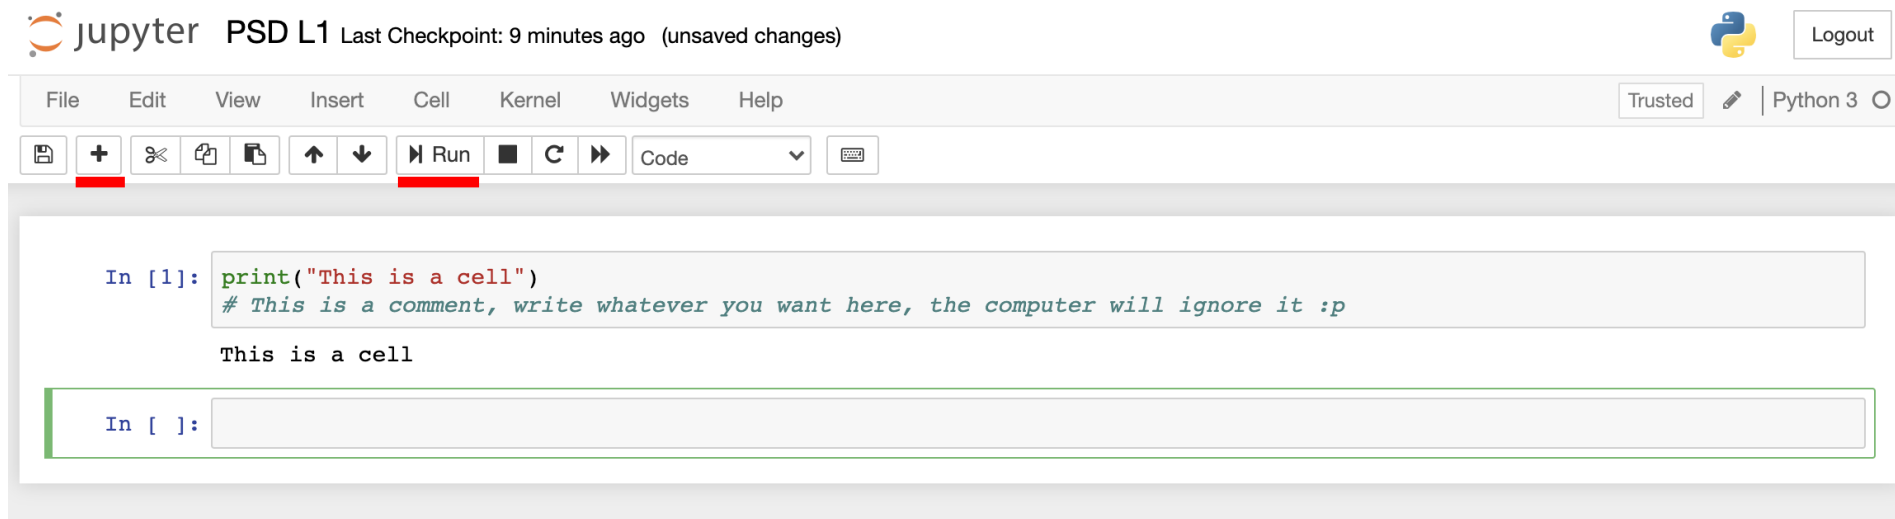 jupyter PSD L1 Last Checkpoint: 9 minutes ago (unsaved changes) Logout
File Edit View Insert Cell Kernel Widgets Help Trusted Python 3
Run Code
In [1]: print("This is a cell")
# This is a comment, write whatever you want here, the computer will ignore it :p
This is a cell
In [ ]: